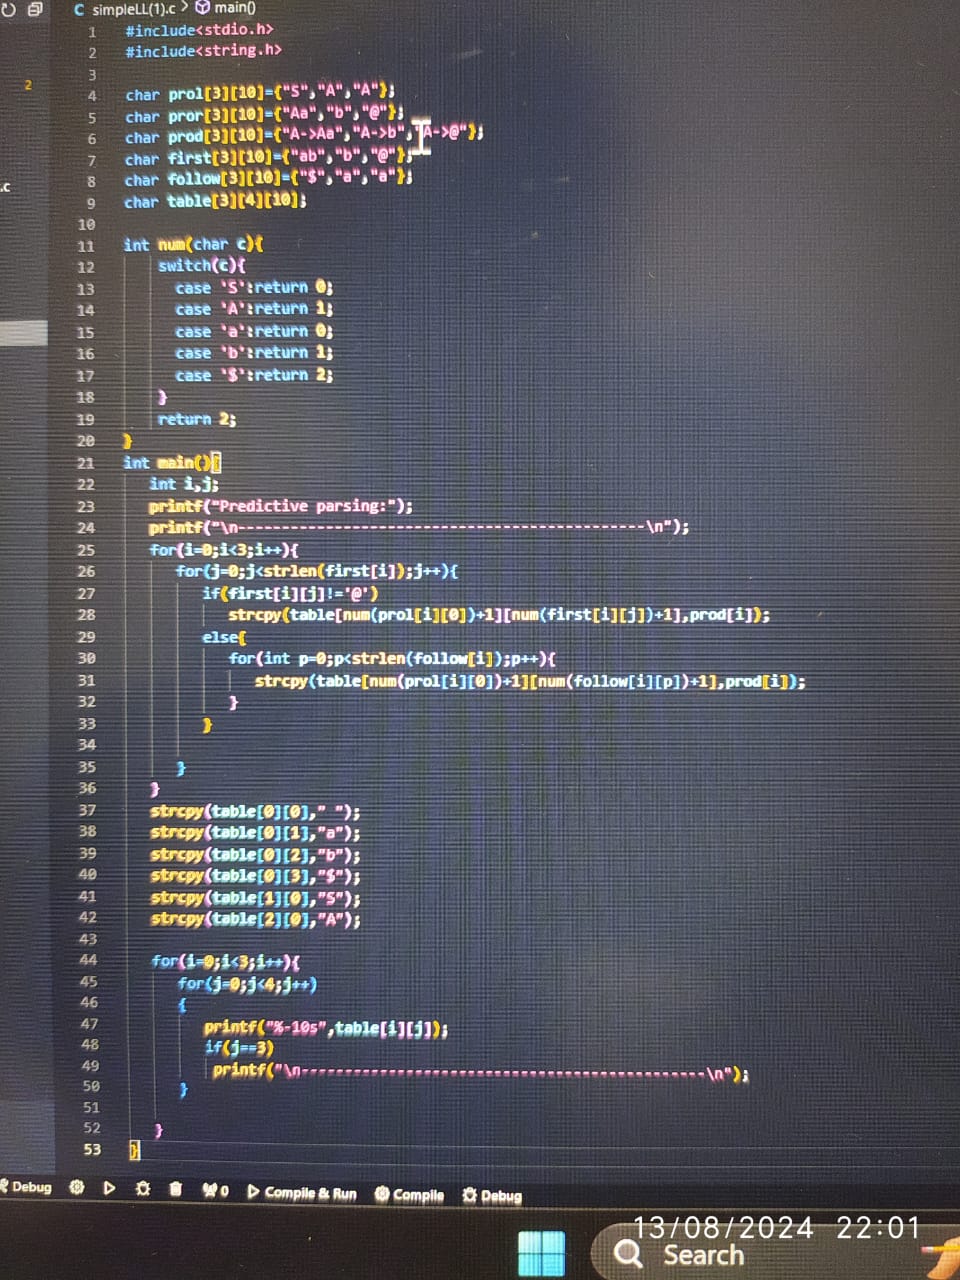 C simpleLL(1).c > main()
1 #include<stdio.h>
2 #include<string.h>
3
4 char prol[3][10]={"S","A","A"};
5 char pror[3][10]={"Aa","b","@"};
6 char prod[3][10]={"A->Aa","A->b","A->@"};
7 char first[3][10]={"ab","b","@"};
8 char follow[3][10]={"$","a","a"};
9 char table[3][4][10];
10
11 int num(char c){
12 switch(c){
13 case 'S':return 0;
14 case 'A':return 1;
15 case 'a':return 0;
16 case 'b':return 1;
17 case '$':return 2;
18 }
19 return 2;
20 }
21 int main(){
22 int i,j;
23 printf("Predictive parsing:");
24 printf("\n-----------------------------------------------\n");
25 for(i=0;i<3;i++){
26 for(j=0;j<strlen(first[i]);j++){
27 if(first[i][j]!='@')
28 strcpy(table[num(prol[i][0])+1][num(first[i][j])+1],prod[i]);
29 else{
30 for(int p=0;p<strlen(follow[i]);p++){
31 strcpy(table[num(prol[i][0])+1][num(follow[i][p])+1],prod[i]);
32 }
33 }
34
35 }
36 }
37 strcpy(table[0][0]," ");
38 strcpy(table[0][1],"a");
39 strcpy(table[0][2],"b");
40 strcpy(table[0][3],"$");
41 strcpy(table[1][0],"S");
42 strcpy(table[2][0],"A");
43
44 for(i=0;i<3;i++){
45 for(j=0;j<4;j++)
46 {
47 printf("%-10s",table[i][j]);
48 if(j==3)
49 printf("\n-----------------------------------------------\n");
50 }
51
52 }
53 }
2
.c
Debug 0 Compile & Run Compile Debug
13/08/2024 22:01
Search